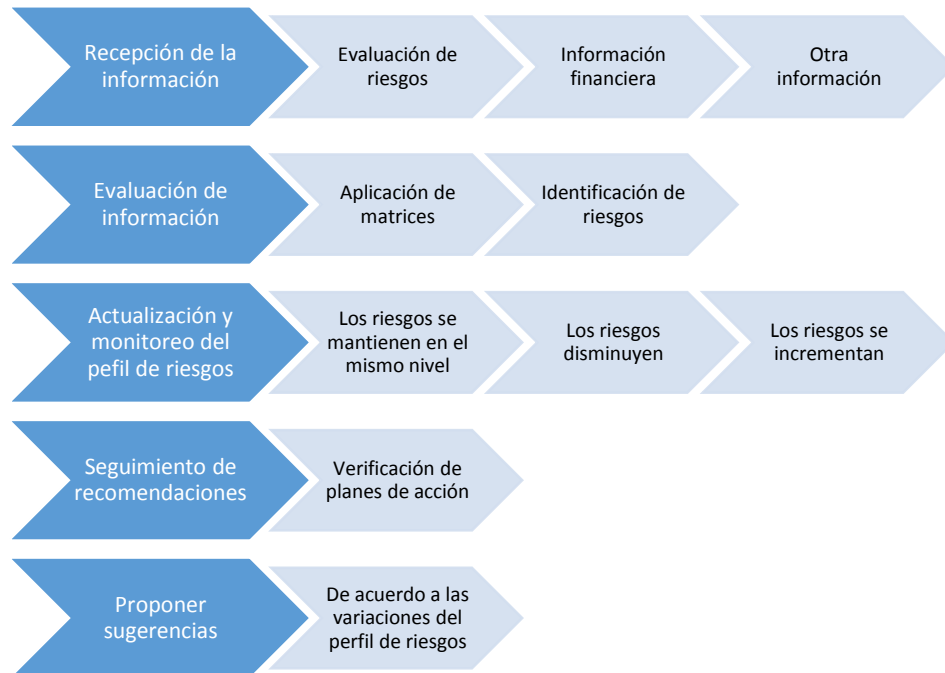 Recepción de la
información
Evaluación de
riesgos
Información
financiera
Otra
información
Evaluación de
información
Aplicación de
matrices
Identificación de
riesgos
Actualización y
monitoreo del
pefil de riesgos
Los riesgos se
mantienen en el
mismo nivel
Los riesgos
disminuyen
Los riesgos se
incrementan
Seguimiento de
recomendaciones
Verificación de
planes de acción
Proponer
sugerencias
De acuerdo a las
variaciones del
perfil de riesgos